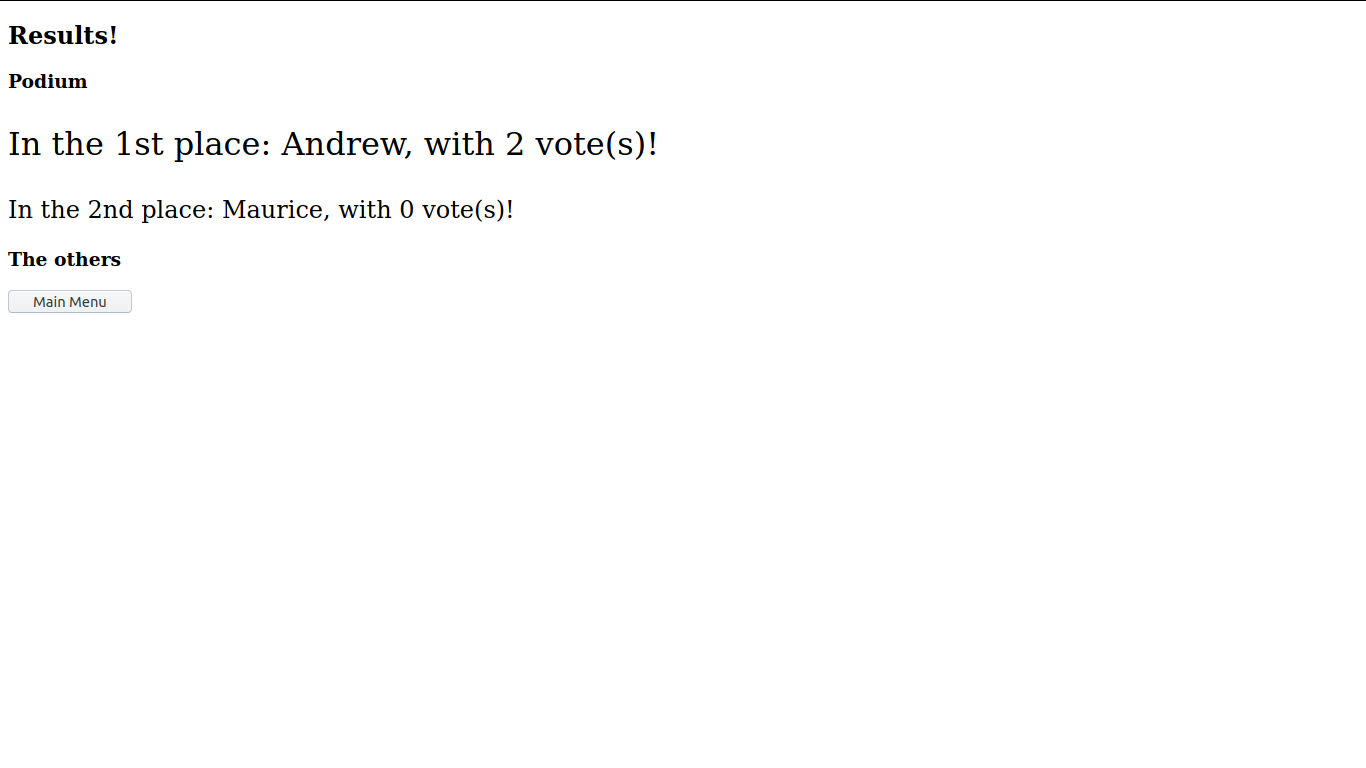 Results!
Podium
In the 1st place: Andrew, with 2 vote(s)!
In the 2nd place: Maurice, with 0 vote(s)!
The others
Main Menu